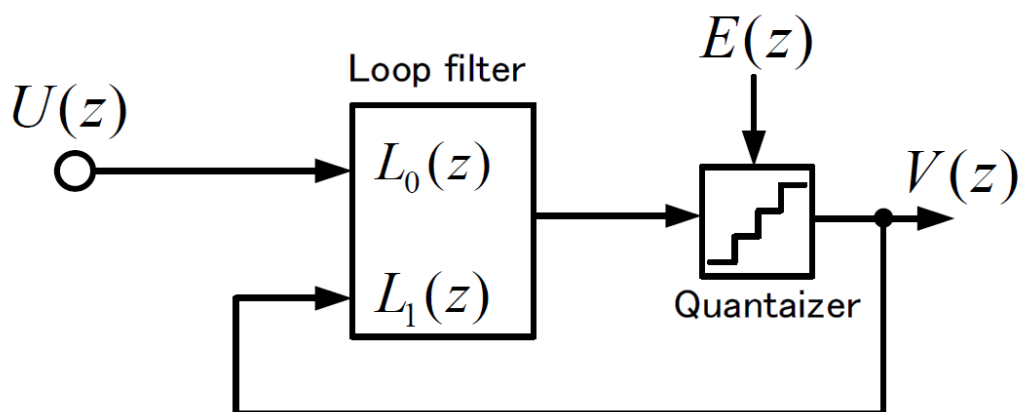 Loop filter
E(z)
U(z)
L₀(z)
V(z)
L₁(z)
Quantaizer